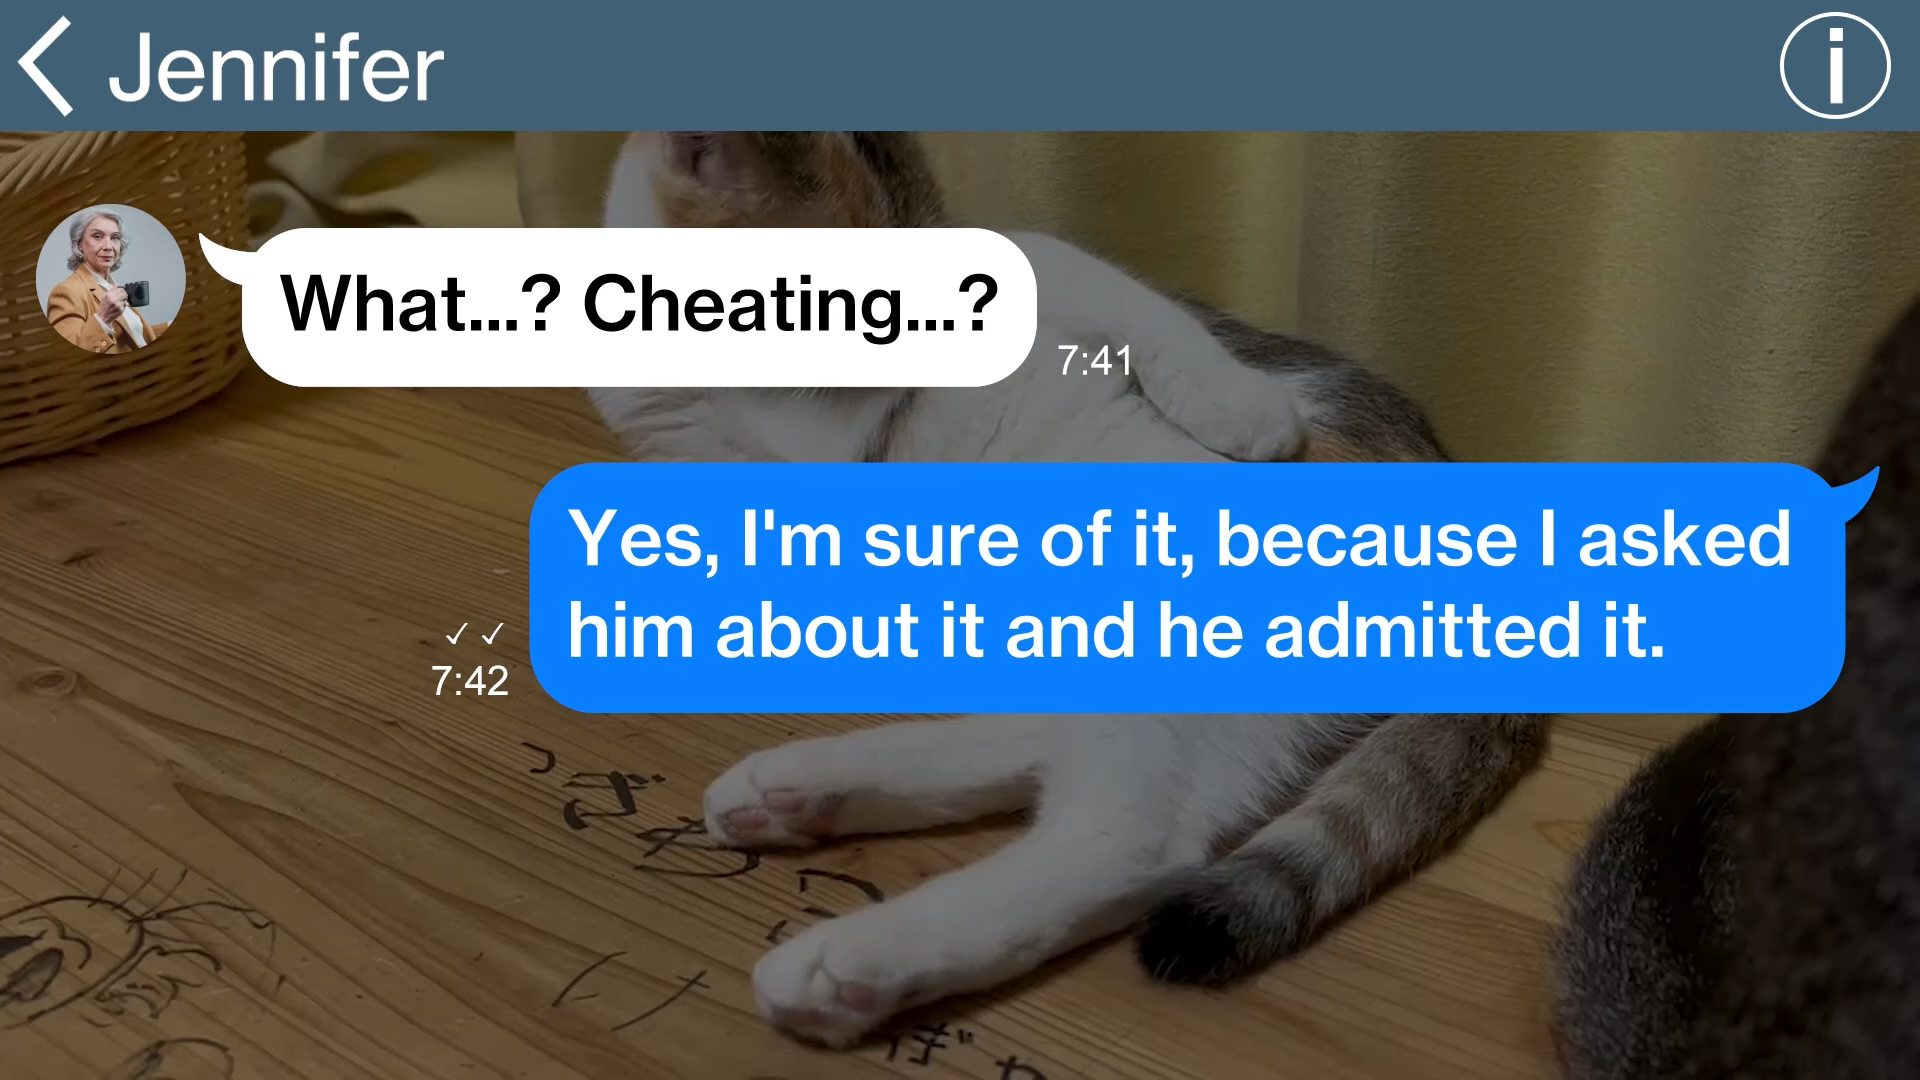 Jennifer
What...? Cheating...?
7:41
Yes, I'm sure of it, because I asked
him about it and he admitted it.
✓✓
7:42